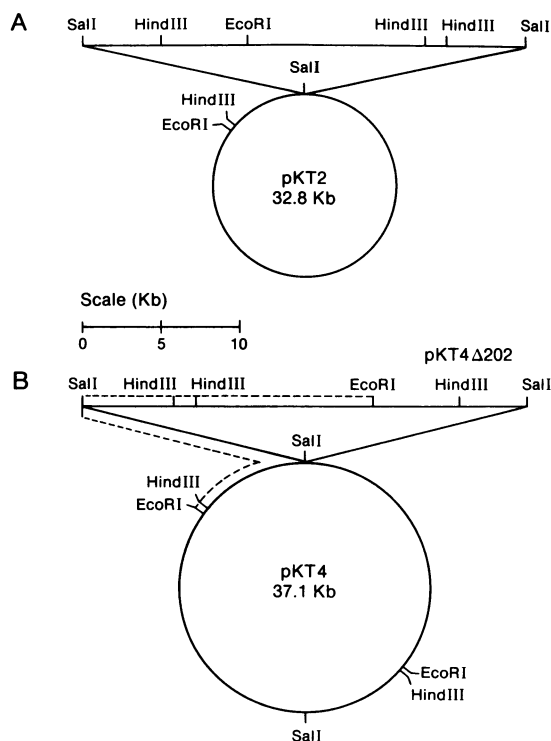 A
SalI HindIII EcoRI HindIII HindIII SalI
SalI
HindIII
EcoRI
pKT2
32.8 Kb
Scale (Kb)
0 5 10
pKT4Δ202
B
SalI HindIII HindIII EcoRI HindIII SalI
SalI
HindIII
EcoRI
pKT4
37.1 Kb
EcoRI
HindIII
SalI